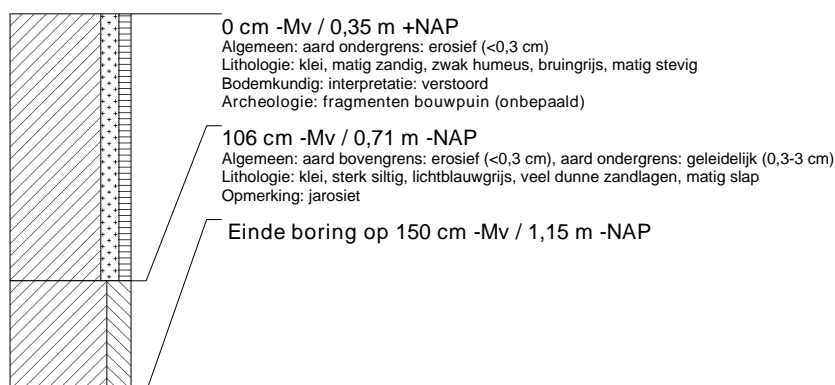 0 cm -Mv / 0,35 m +NAP
Algemeen: aard ondergrens: erosief (<0,3 cm)
Lithologie: klei, matig zandig, zwak humeus, bruingrijs, matig stevig
Bodemkundig: interpretatie: verstoord
Archeologie: fragmenten bouwpuin (onbepaald)
106 cm -Mv / 0,71 m -NAP
Algemeen: aard bovengrens: erosief (<0,3 cm), aard ondergrens: geleidelijk (0,3-3 cm)
Lithologie: klei, sterk siltig, lichtblauwgrijs, veel dunne zandlagen, matig slap
Opmerking: jarosiet
Einde boring op 150 cm -Mv / 1,15 m -NAP